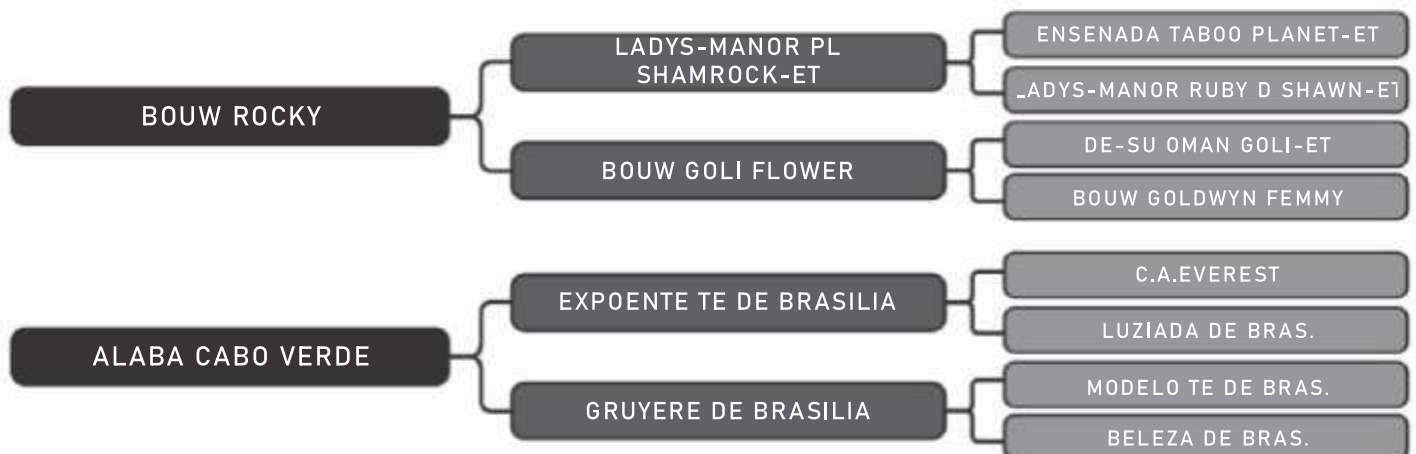 BOUW ROCKY
LADYS-MANOR PL
SHAMROCK-ET
ENSENADA TABOO PLANET-ET
LADYS-MANOR RUBY D SHAWN-ET
BOUW GOLI FLOWER
DE-SU OMAN GOLI-ET
BOUW GOLDWYN FEMMY
ALABA CABO VERDE
EXPOENTE TE DE BRASILIA
C.A.EVEREST
LUZIADA DE BRAS.
GRUYERE DE BRASILIA
MODELO TE DE BRAS.
BELEZA DE BRAS.